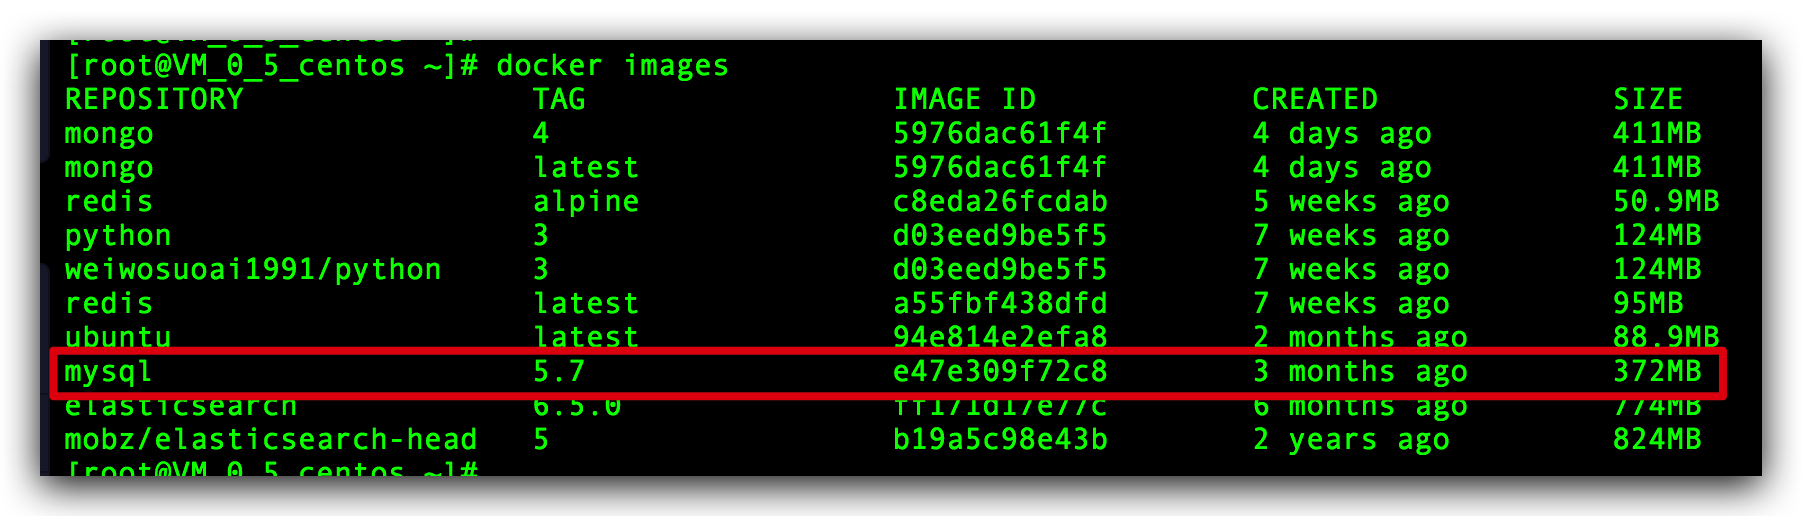 [root@VM_0_5_centos ~]#
[root@VM_0_5_centos ~]# docker images
REPOSITORY TAG IMAGE ID CREATED SIZE
mongo 4 5976dac61f4f 4 days ago 411MB
mongo latest 5976dac61f4f 4 days ago 411MB
redis alpine c8eda26fcdab 5 weeks ago 50.9MB
python 3 d03eed9be5f5 7 weeks ago 124MB
weiwosuoai1991/python 3 d03eed9be5f5 7 weeks ago 124MB
redis latest a55fbf438dfd 7 weeks ago 95MB
ubuntu latest 94e814e2efa8 2 months ago 88.9MB
mysql 5.7 e47e309f72c8 3 months ago 372MB
elasticsearch 6.5.0 ff171d17e77c 6 months ago 774MB
mobz/elasticsearch-head 5 b19a5c98e43b 2 years ago 824MB
[root@VM_0_5_centos ~]#